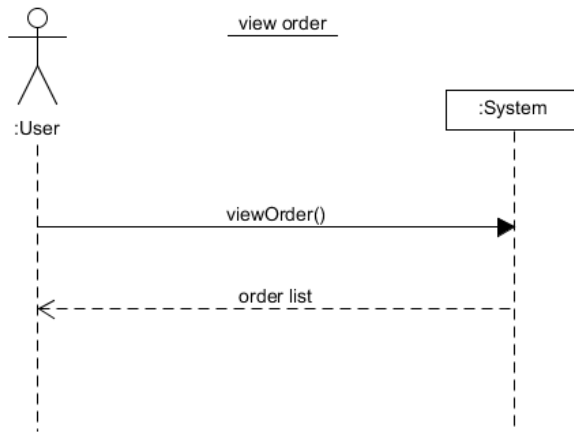 view order
:User
:System
viewOrder()
order list